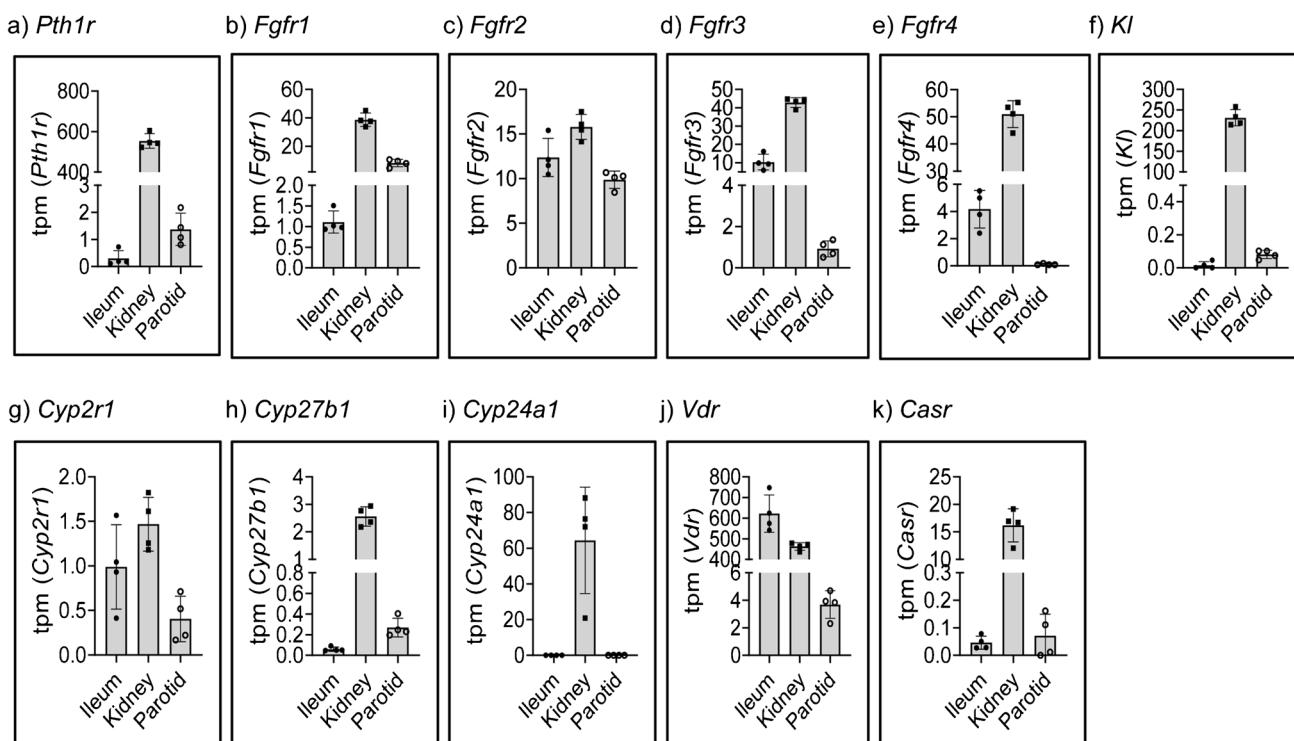 a) Pth1r
b) Fgfr1
c) Fgfr2
d) Fgfr3
e) Fgfr4
f) Kl
tpm (Pth1r)
800
600
400
3
2
1
0
Ileum
Kidney
Parotid
tpm (Fgfr1)
60
40
20
10
2.0
1.5
1.0
0.5
0.0
Ileum
Kidney
Parotid
tpm (Fgfr2)
20
15
10
5
0
Ileum
Kidney
Parotid
tpm (Fgfr3)
50
40
30
20
10
4
2
0
Ileum
Kidney
Parotid
tpm (Fgfr4)
60
50
40
30
6
4
2
0
Ileum
Kidney
Parotid
tpm (Kl)
300
250
200
150
100
0.2
0.1
0.0
Ileum
Kidney
Parotid
g) Cyp2r1
h) Cyp27b1
i) Cyp24a1
j) Vdr
k) Casr
tpm (Cyp2r1)
2.0
1.5
1.0
0.5
0.0
Ileum
Kidney
Parotid
tpm (Cyp27b1)
4
3
2
1
0.8
0.6
0.4
0.2
0.0
Ileum
Kidney
Parotid
tpm (Cyp24a1)
100
80
60
40
20
0
Ileum
Kidney
Parotid
tpm (Vdr)
800
700
600
500
400
6
4
2
0
Ileum
Kidney
Parotid
tpm (Casr)
25
20
15
10
0.3
0.2
0.1
0.0
Ileum
Kidney
Parotid